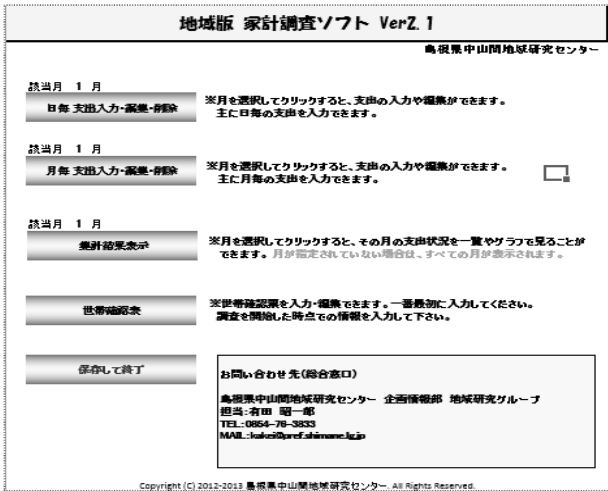 地域版 家計調査ソフト Ver2.1
島根県中山間地域研究センター
該当月 1 月
日毎 支出入力・編集・削除
※月を選択してクリックすると、支出の入力や編集ができます。
主に日毎の支出を入力できます。
該当月 1 月
月毎 支出入力・編集・削除
※月を選択してクリックすると、支出の入力や編集ができます。
主に月毎の支出を入力できます。
該当月 1 月
集計結果表示
※月を選択してクリックすると、その月の支出状況を一覧やグラフで見ることが
できます。月が指定されていない場合は、すべての月が表示されます。
世帯確認表
※世帯確認票を入力・編集できます。一番最初に入力してください。
調査を開始した時点での情報を入力して下さい。
保存して終了
お問い合わせ先(総合窓口)
島根県中山間地域研究センター 企画情報部 地域研究グループ
担当:有田 昭一郎
TEL:0854-76-3833
MAIL:kakei@pref.shimane.lg.jp
Copyright (C) 2012-2013 島根県中山間地域研究センター. All Rights Reserved.